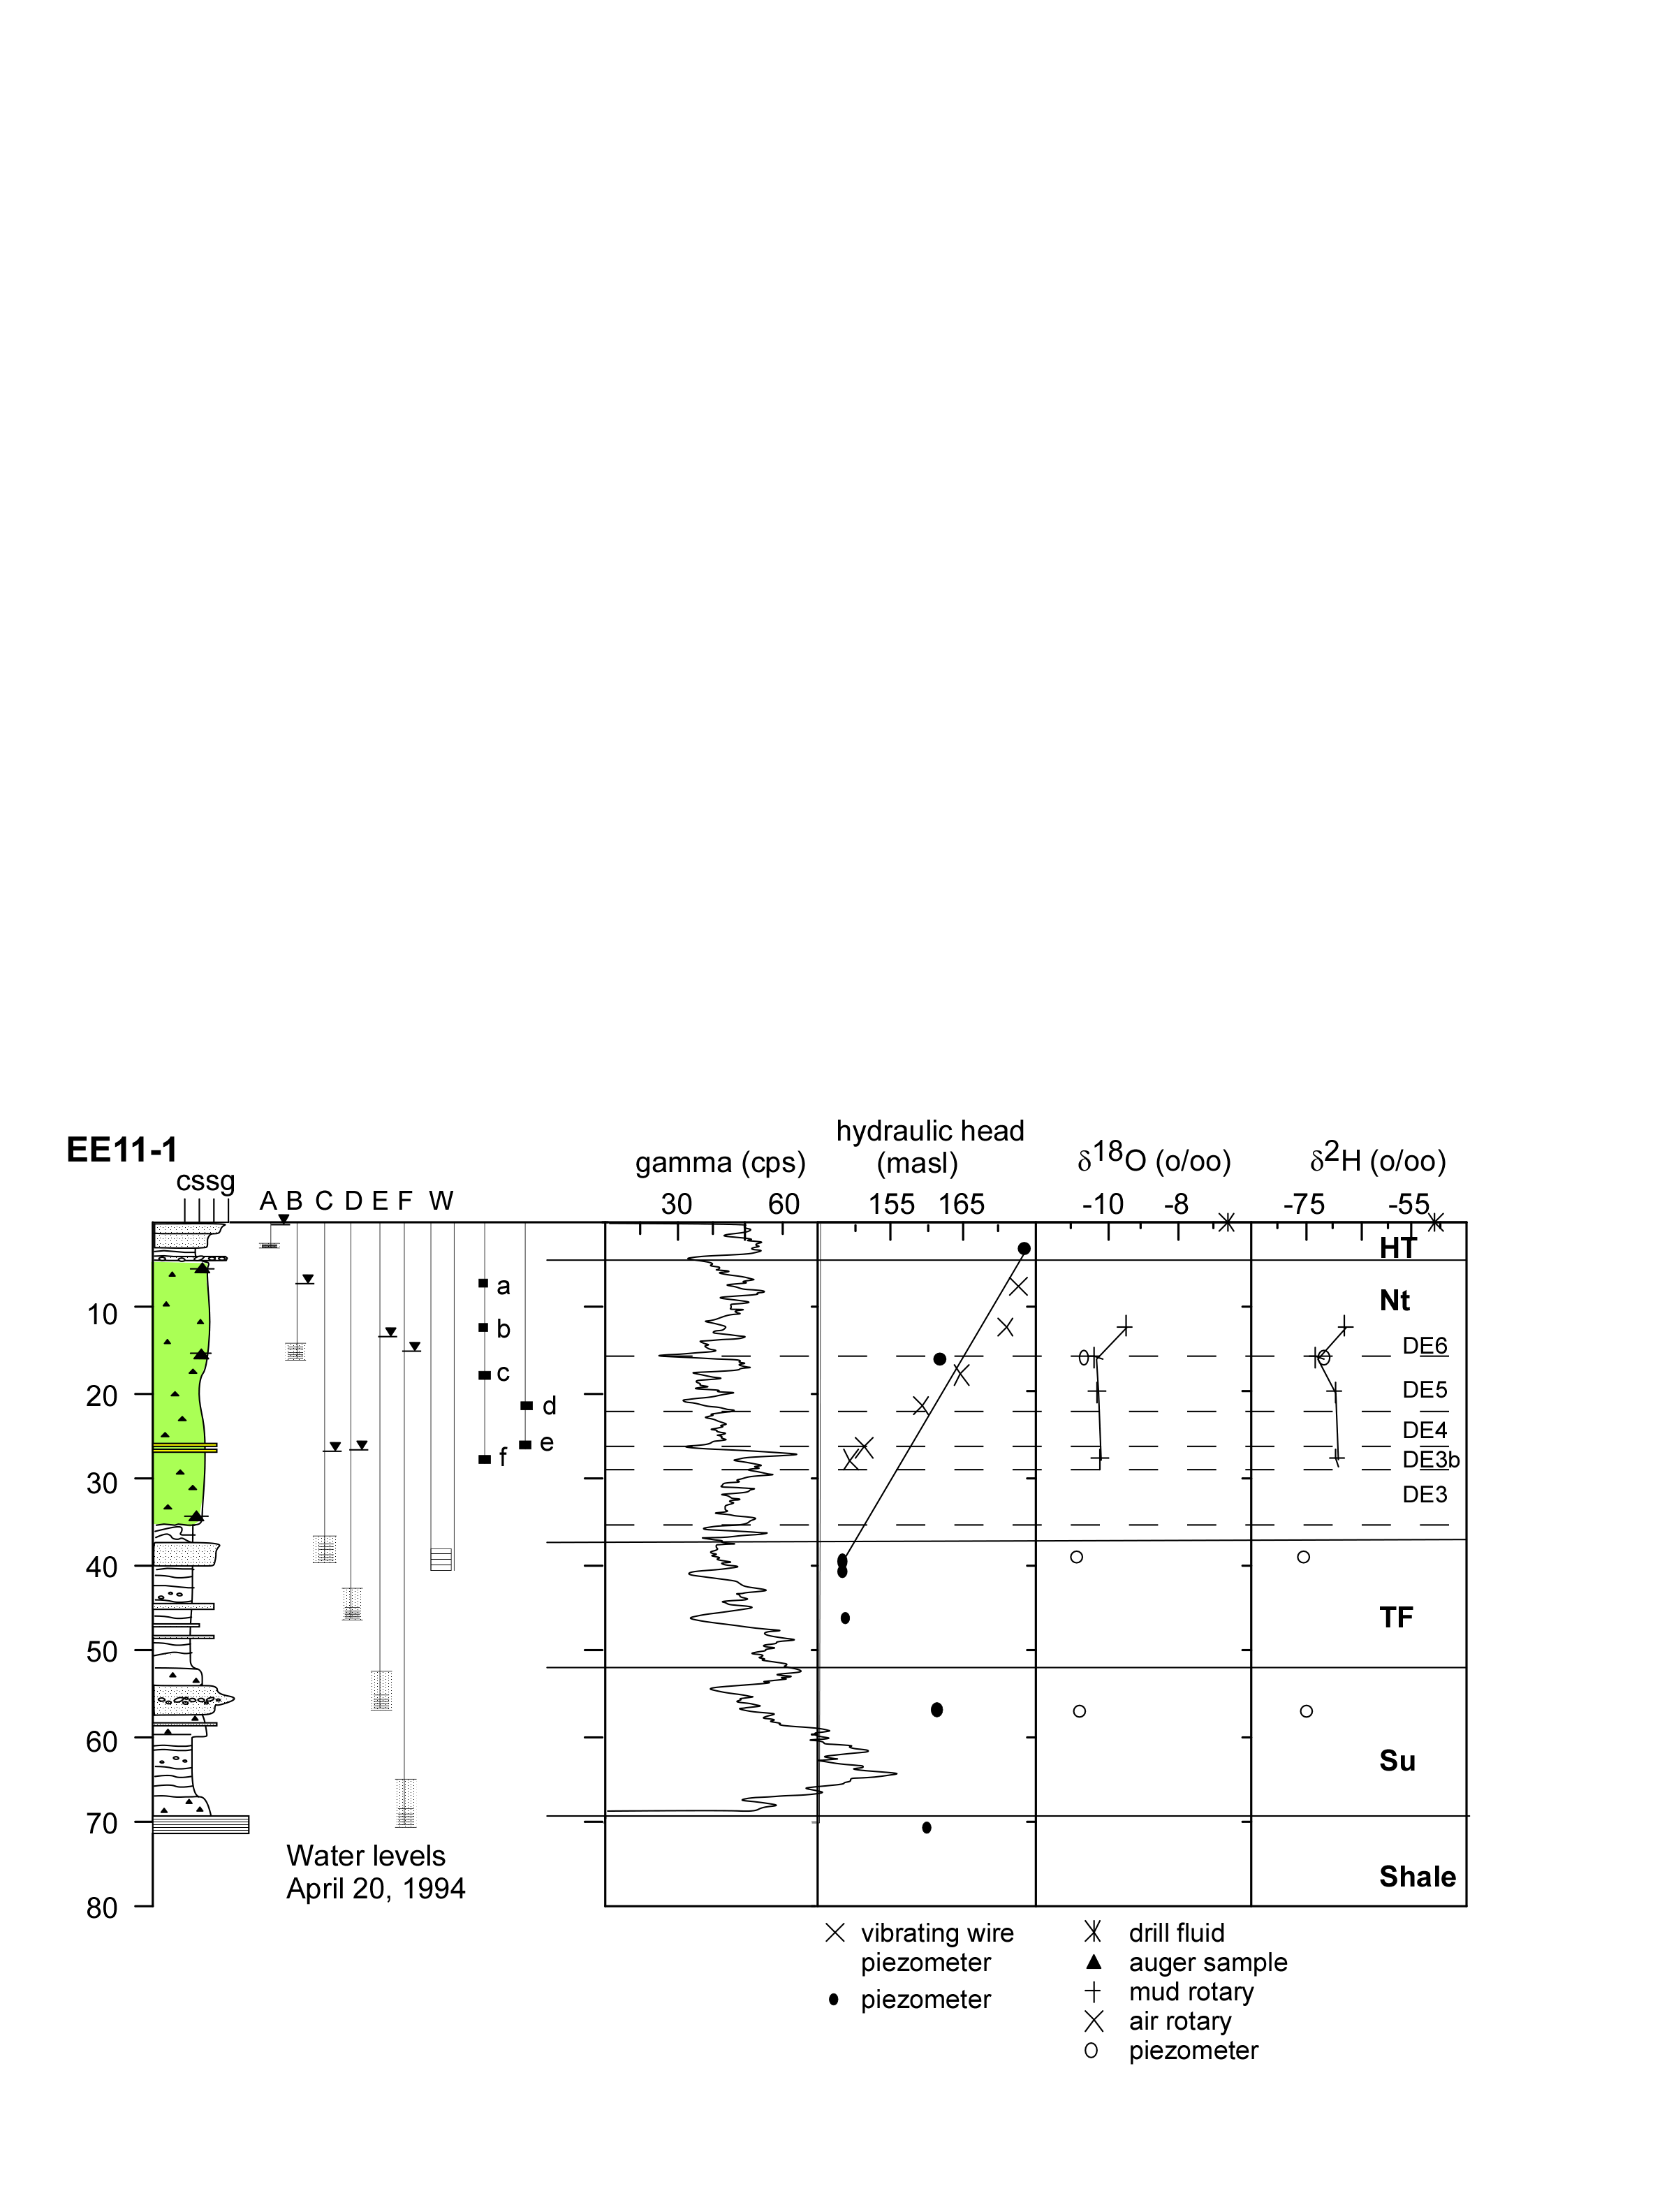 EE11-1
cssg
A B C D E F W
gamma (cps)
hydraulic head
(masl)
δ18O (o/oo)
δ2H (o/oo)
30 60
155 165
-10 -8
-75 -55
HT
a
Nt
10
b
DE6
c
DE5
20
d
DE4
e
f
DE3b
30
DE3
40
TF
50
60
Su
70
Water levels
April 20, 1994
Shale
80
vibrating wire
piezometer
piezometer
drill fluid
auger sample
mud rotary
air rotary
piezometer